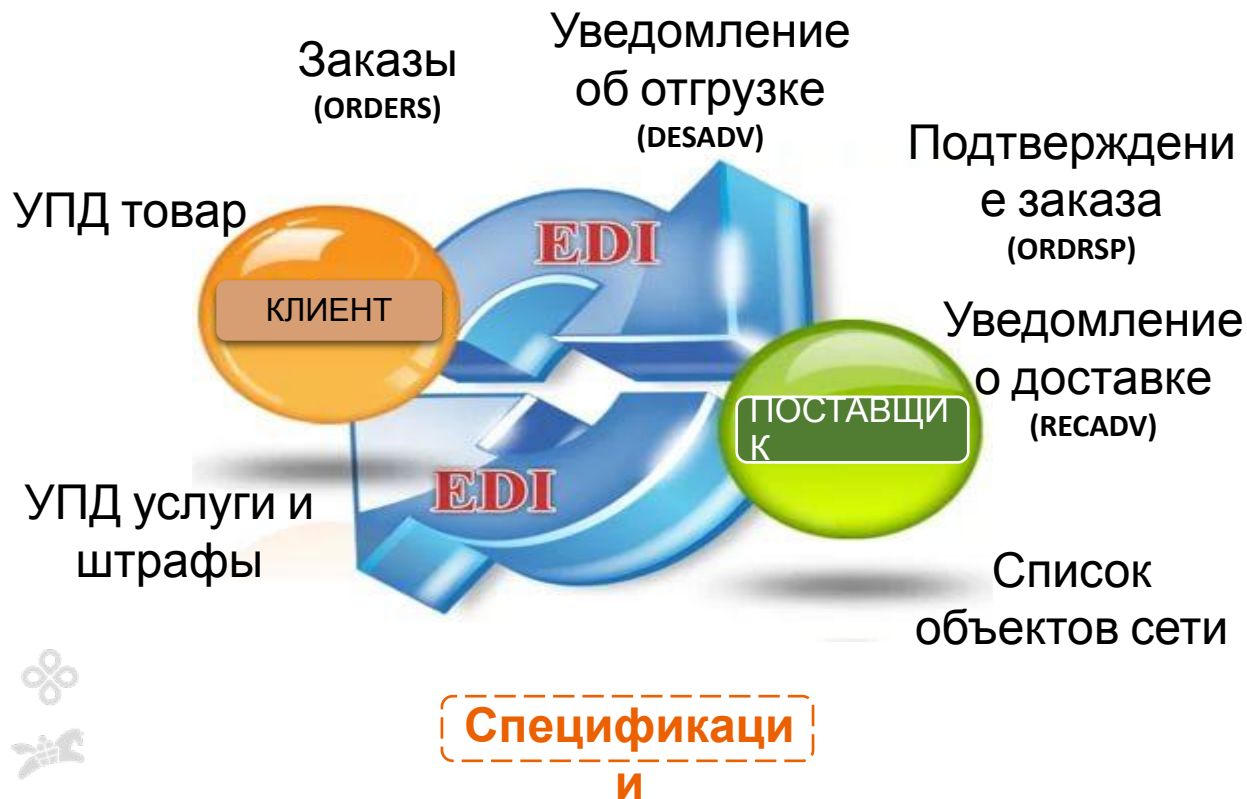 Заказы
(ORDERS)
Уведомление
об отгрузке
(DESADV)
Подтверждени
е заказа
(ORDRSP)
УПД товар
EDI
КЛИЕНТ
Уведомление
о доставке
(RECADV)
ПОСТАВЩИ
К
EDI
УПД услуги и
штрафы
Список
объектов сети
Спецификаци
и